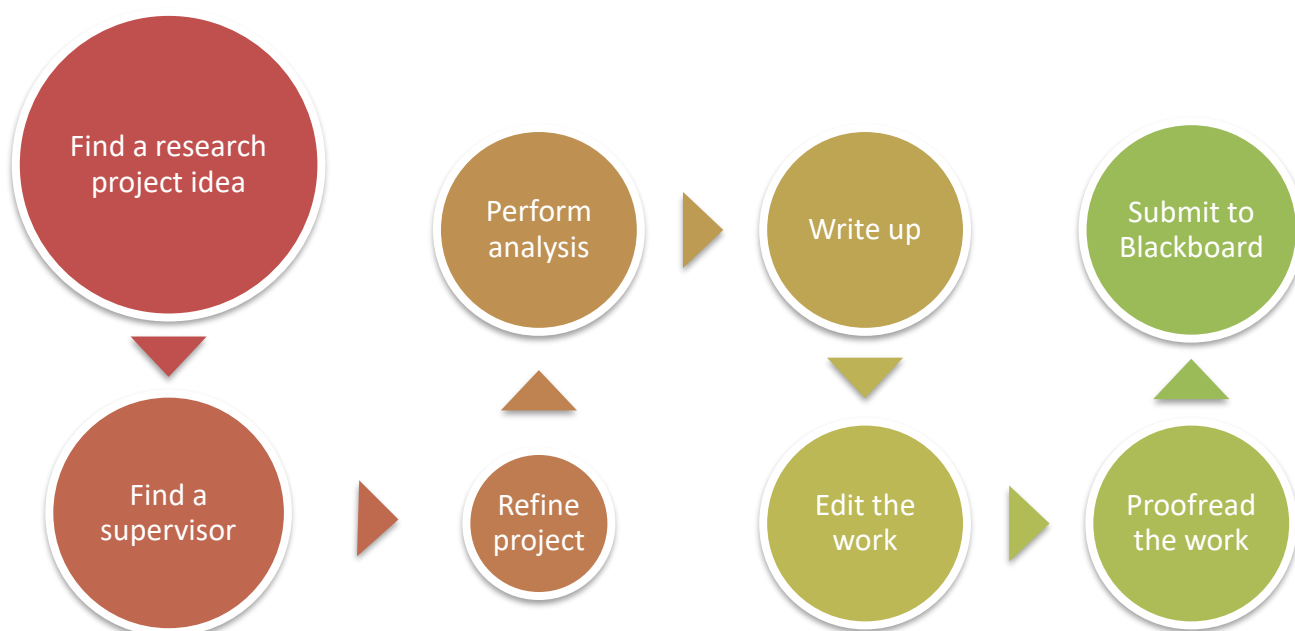 Find a research
project idea
Find a
supervisor
Refine
project
Perform
analysis
Write up
Edit the
work
Proofread
the work
Submit to
Blackboard